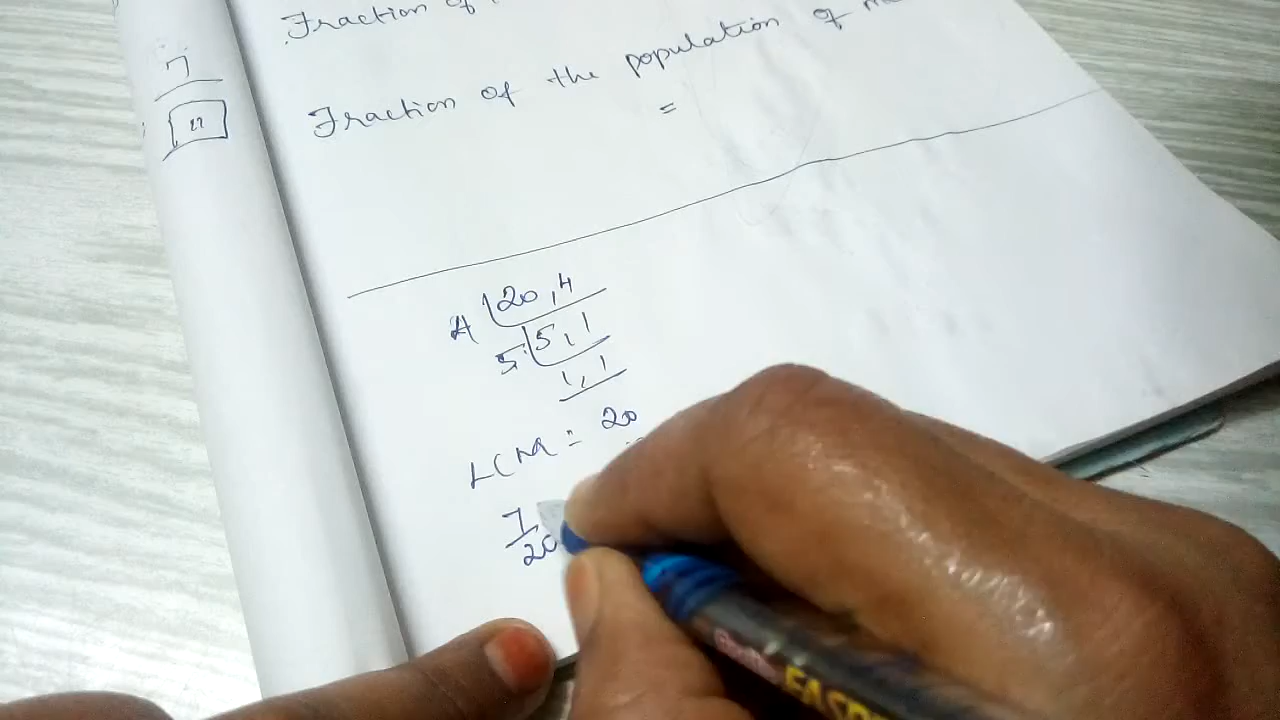 Fraction of
Fraction of the population of
=
7
22
4 20, 4
5 5, 1
1, 1
LCM = 20
7
20